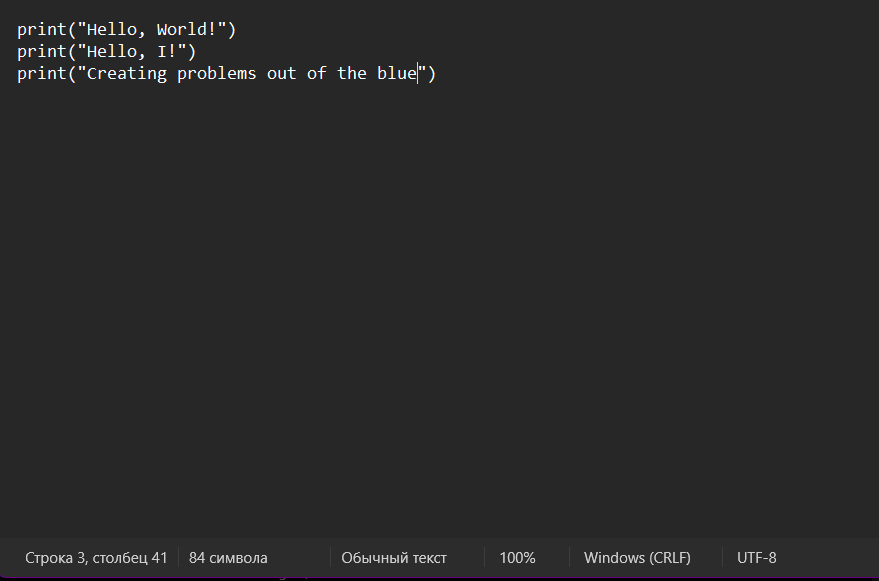 print("Hello, World!")
print("Hello, I!")
print("Creating problems out of the blue")
Строка 3, столбец 41 84 символа Обычный текст 100% Windows (CRLF) UTF-8